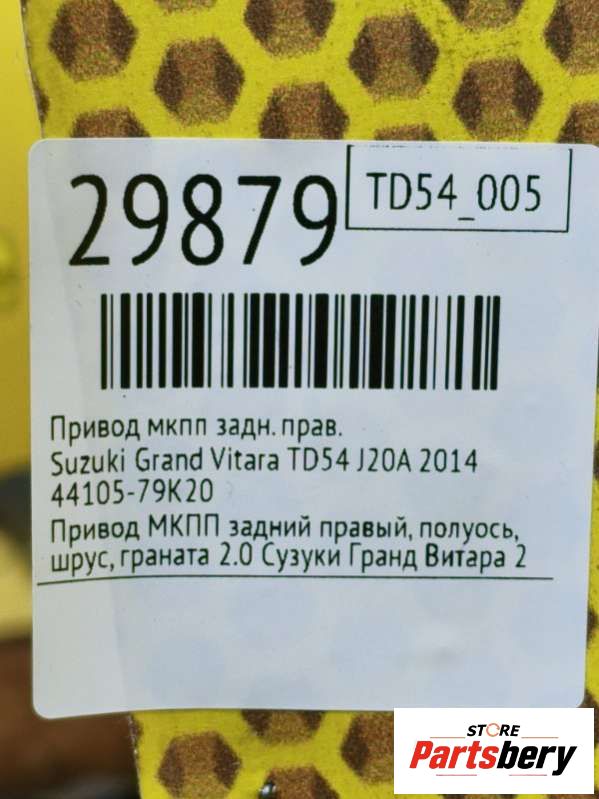 29879
TD54_005
Привод мкпп задн. прав.
Suzuki Grand Vitara TD54 J20A 2014
44105-79K20
Привод МКПП задний правый, полуось,
шрус, граната 2.0 Сузуки Гранд Витара 2
STORE
Partsbery